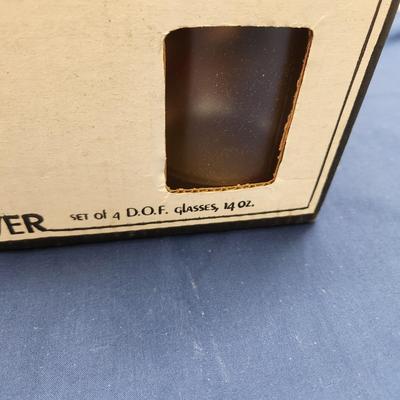 VER SET of 4 D.O.F. GLASSES, 14 OZ.